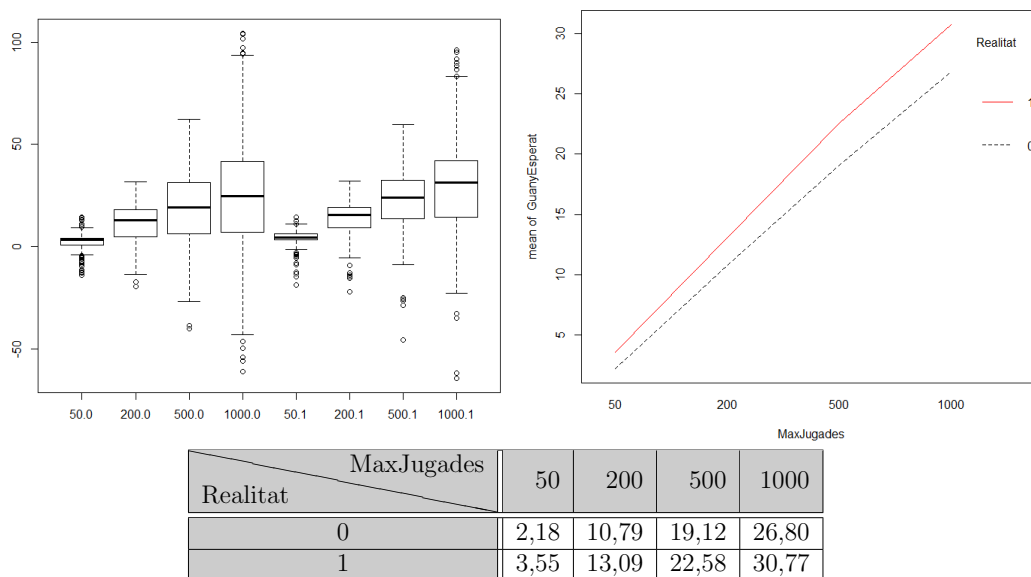 100
50
0
-50
50.0 200.0 500.0 1000.0 50.1 200.1 500.1 1000.1
mean of GuanyEsperat
30
25
20
15
10
5
50 200 500 1000
MaxJugades
Realitat
1
0
MaxJugades 50 200 500 1000
Realitat
0 2,18 10,79 19,12 26,80
1 3,55 13,09 22,58 30,77